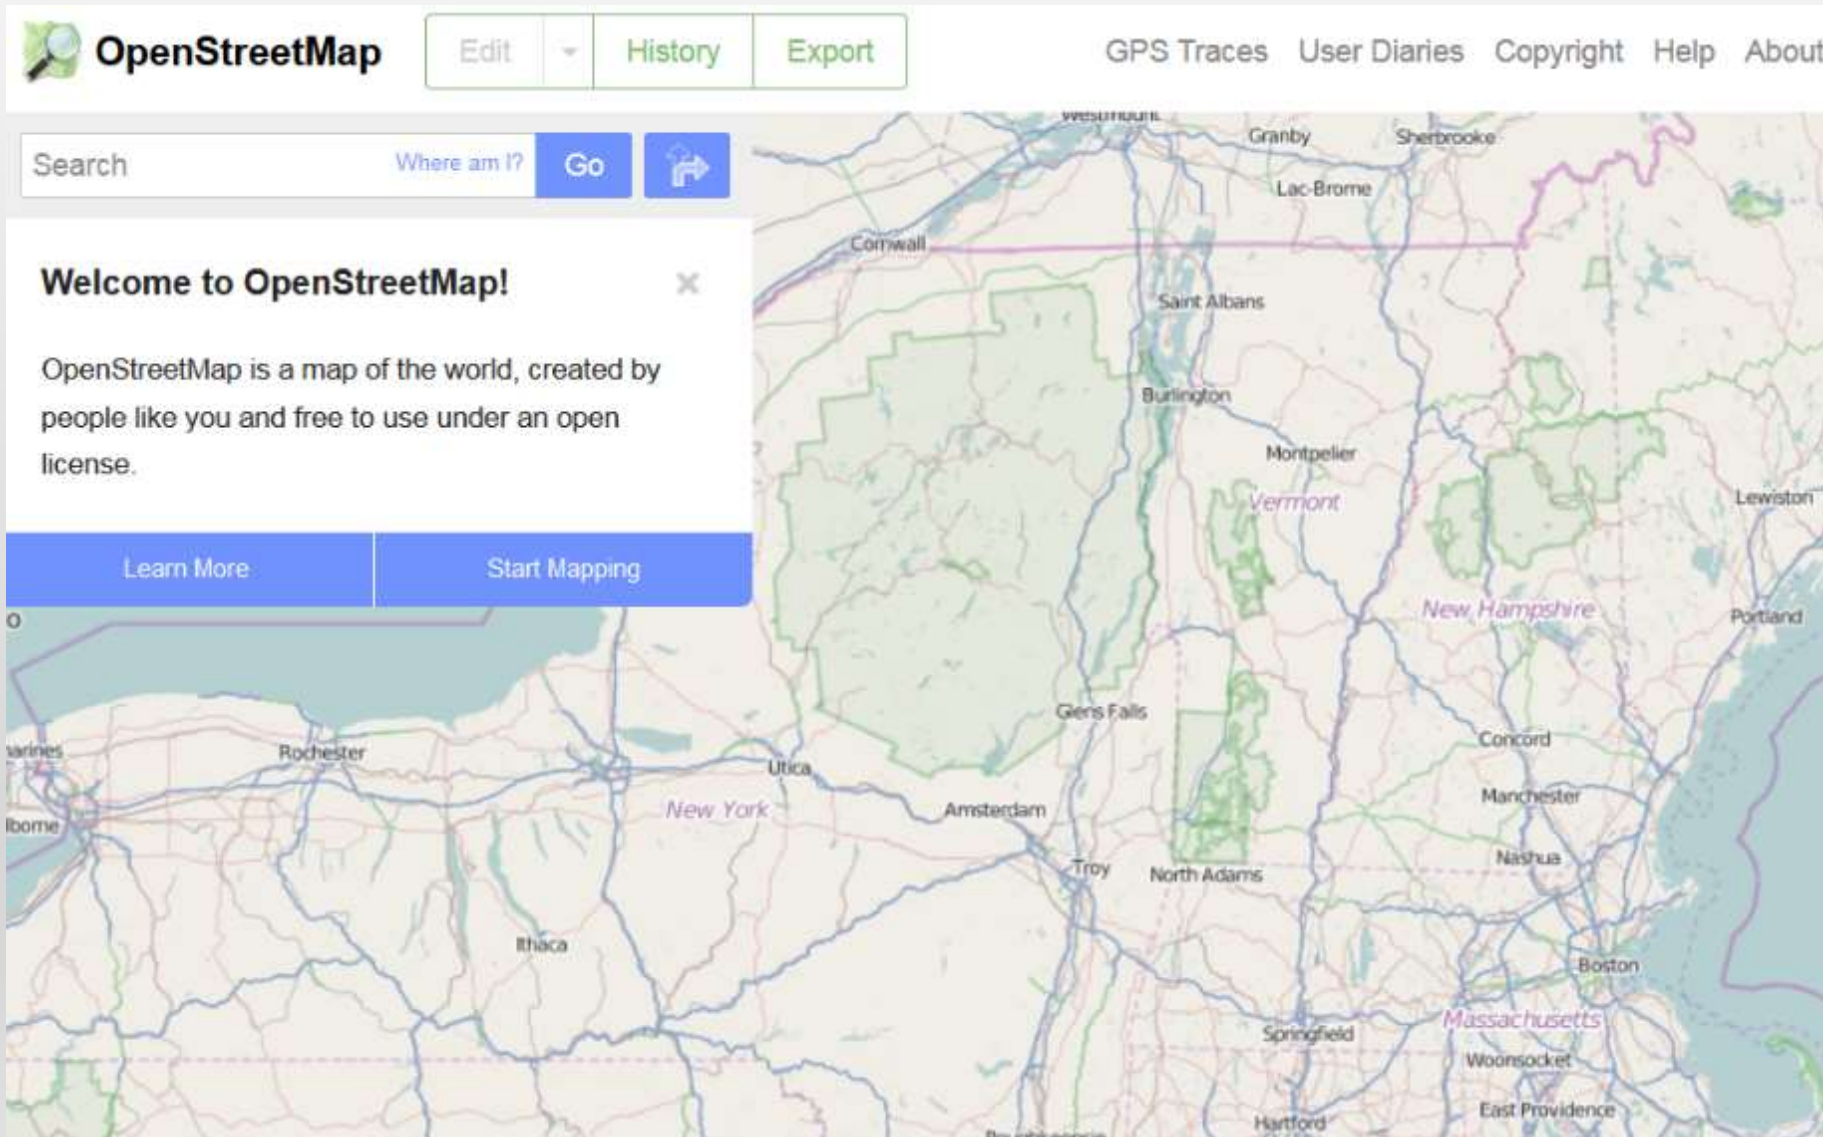 OpenStreetMap
Edit
History
Export
GPS Traces
User Diaries
Copyright
Help
About
Search
Where am I?
Go
Welcome to OpenStreetMap!
×
OpenStreetMap is a map of the world, created by
people like you and free to use under an open
license.
Learn More
Start Mapping
Westmount
Granby
Sherbrooke
Lac-Brome
Cornwall
Saint Albans
Burlington
Montpelier
Vermont
Lewiston
New Hampshire
Portland
o
Glens Falls
Concord
arines
Rochester
Utica
New York
Amsterdam
Manchester
lborne
Troy
North Adams
Nashua
Ithaca
Boston
Springfield
Massachusetts
Woonsocket
East Providence
Hartford